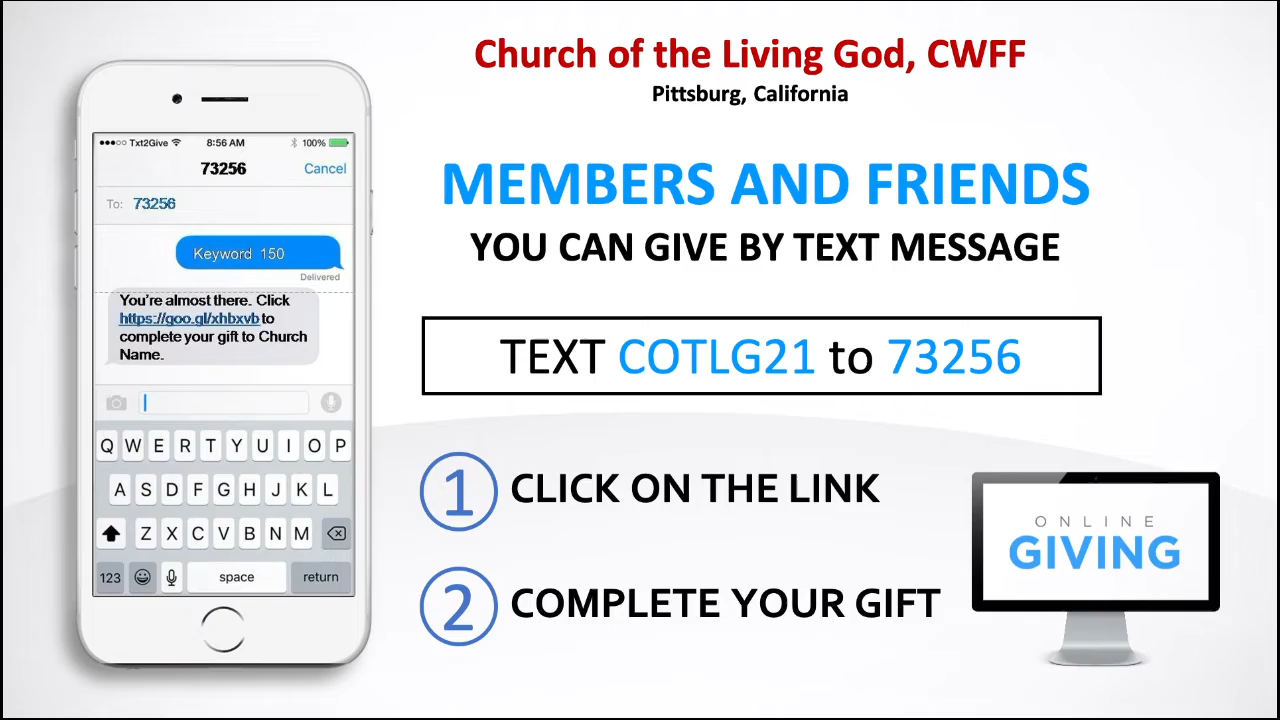 Church of the Living God, CWFF
Pittsburg, California
MEMBERS AND FRIENDS
YOU CAN GIVE BY TEXT MESSAGE
TEXT COTLG21 to 73256
1 CLICK ON THE LINK
2 COMPLETE YOUR GIFT
ONLINE
GIVING
Txt2Give 8:56 AM 100%
73256 Cancel
To: 73256
Keyword 150
Delivered
You're almost there. Click
https://goo.gl/xhbxvb to
complete your gift to Church
Name.
Q W E R T Y U I O P
A S D F G H J K L
Z X C V B N M
123 space return